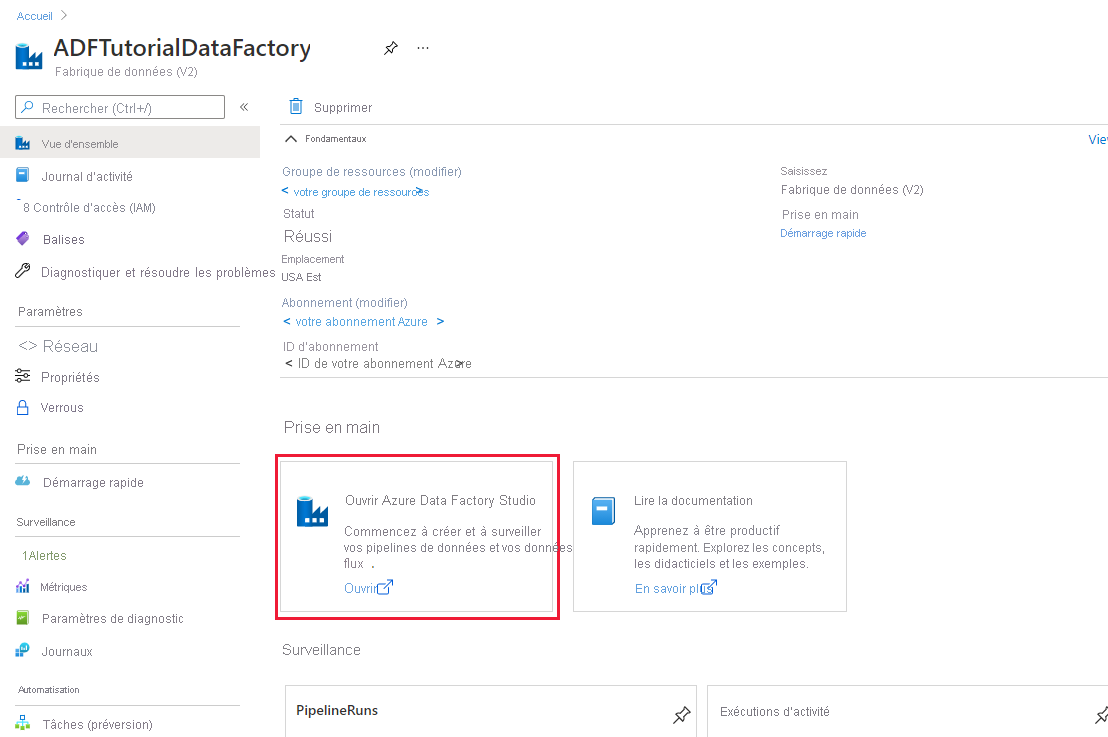 Accueil
ADFTutorialDataFactory
Fabrique de données (V2)
Rechercher (Ctrl+/)
«
Vue d'ensemble
Journal d'activité
8 Contrôle d'accès (IAM)
Balises
Diagnostiquer et résoudre les problèmes
Paramètres
<> Réseau
Propriétés
Verrous
Prise en main
Démarrage rapide
Surveillance
1Alertes
Métriques
Paramètres de diagnostic
Journaux
Automatisation
Tâches (préversion)
Supprimer
Fondamentaux
Groupe de ressources (modifier)
< votre groupe de ressources >
Statut
Réussi
Emplacement
USA Est
Abonnement (modifier)
< votre abonnement Azure >
ID d'abonnement
< ID de votre abonnement Azure >
Saisissez
Fabrique de données (V2)
Prise en main
Démarrage rapide
Prise en main
Ouvrir Azure Data Factory Studio
Commencez à créer et à surveiller
vos pipelines de données et vos données
flux .
Ouvrir
Lire la documentation
Apprenez à être productif
rapidement. Explorez les concepts,
les didacticiels et les exemples.
En savoir plus
Surveillance
PipelineRuns
Exécutions d'activité